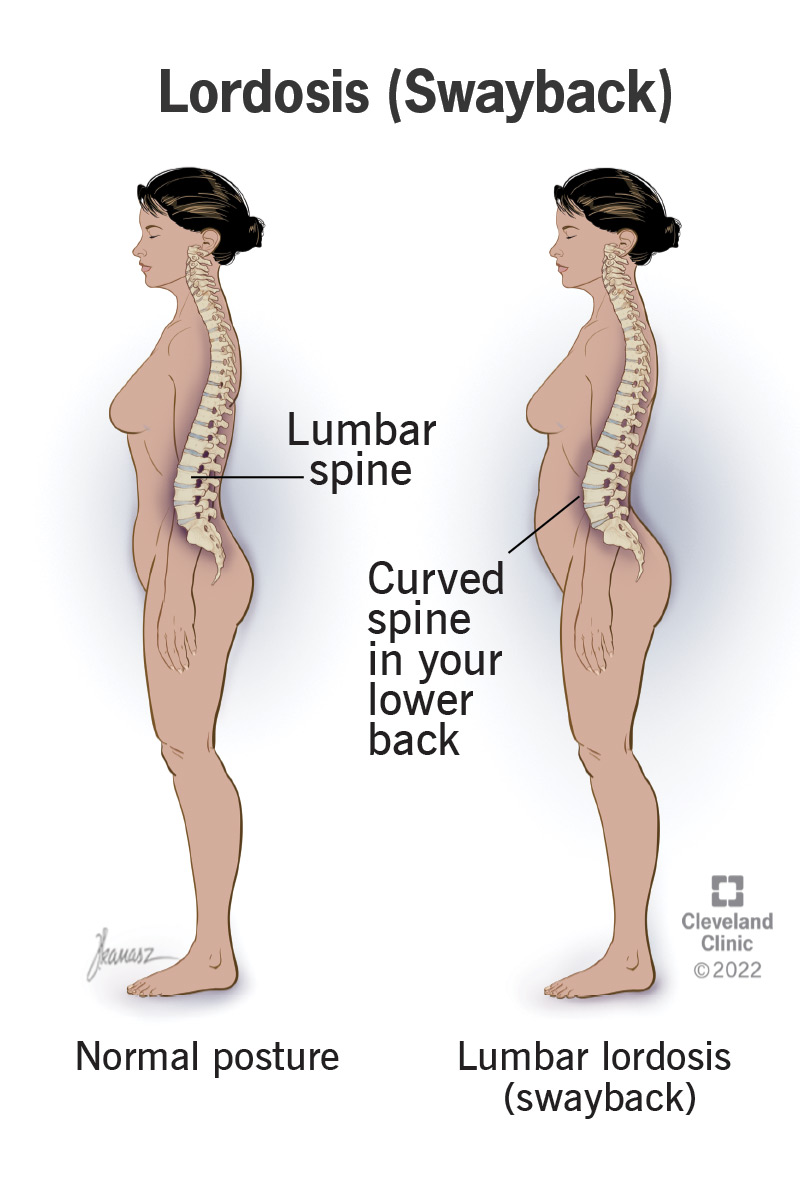 Lordosis (Swayback)
Lumbar
spine
Curved
spine
in your
lower
back
Cleveland
Clinic
©2022
Normal posture
Lumbar lordosis
(swayback)